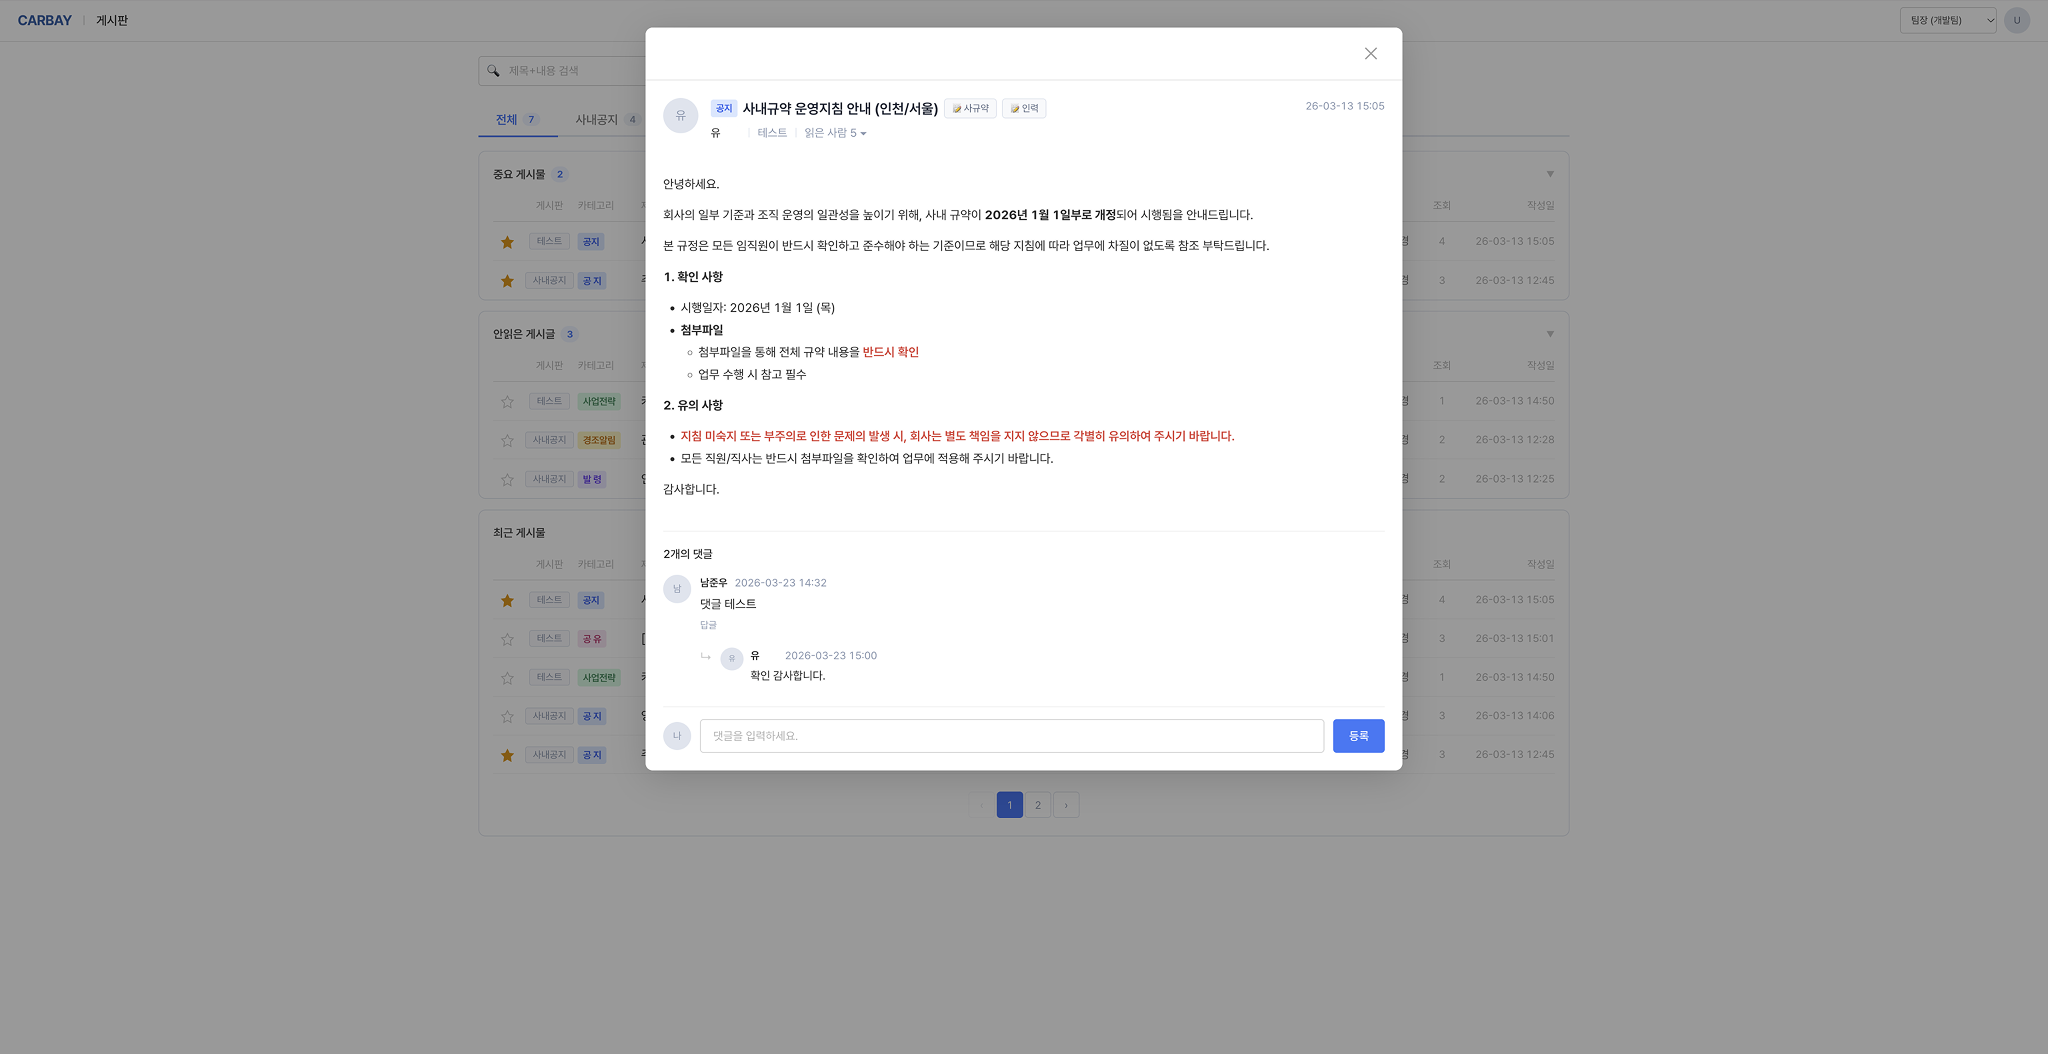 CARBAY | 게시판
팀장 (개발팀)
U
제목+내용 검색
전체 7 사내공지 4
중요 게시물 2
게시판 카테고리 조회 작성일
테스트 공지 4 26-03-13 15:05
사내공지 공지 3 26-03-13 12:45
안읽은 게시글 3
게시판 카테고리 조회 작성일
테스트 사업전략 1 26-03-13 14:50
사내공지 경조알림 2 26-03-13 12:28
사내공지 발령 2 26-03-13 12:25
최근 게시물
게시판 카테고리 조회 작성일
테스트 공지 4 26-03-13 15:05
테스트 공유 3 26-03-13 15:01
테스트 사업전략 1 26-03-13 14:50
사내공지 공지 3 26-03-13 14:06
사내공지 공지 3 26-03-13 12:45
‹ 1 2 ›
유
공지 사내규약 운영지침 안내 (인천/서울) 사규약 인력 26-03-13 15:05
유 | 테스트 | 읽은 사람 5
안녕하세요.
회사의 일부 기준과 조직 운영의 일관성을 높이기 위해, 사내 규약이 2026년 1월 1일부로 개정되어 시행됨을 안내드립니다.
본 규정은 모든 임직원이 반드시 확인하고 준수해야 하는 기준이므로 해당 지침에 따라 업무에 차질이 없도록 참조 부탁드립니다.
1. 확인 사항
• 시행일자: 2026년 1월 1일 (목)
• 첨부파일
◦ 첨부파일을 통해 전체 규약 내용을 반드시 확인
◦ 업무 수행 시 참고 필수
2. 유의 사항
• 지침 미숙지 또는 부주의로 인한 문제의 발생 시, 회사는 별도 책임을 지지 않으므로 각별히 유의하여 주시기 바랍니다.
• 모든 직원/직사는 반드시 첨부파일을 확인하여 업무에 적용해 주시기 바랍니다.
감사합니다.
2개의 댓글
남
남준우 2026-03-23 14:32
댓글 테스트
답글
유
유 2026-03-23 15:00
확인 감사합니다.
나
댓글을 입력하세요.
등록